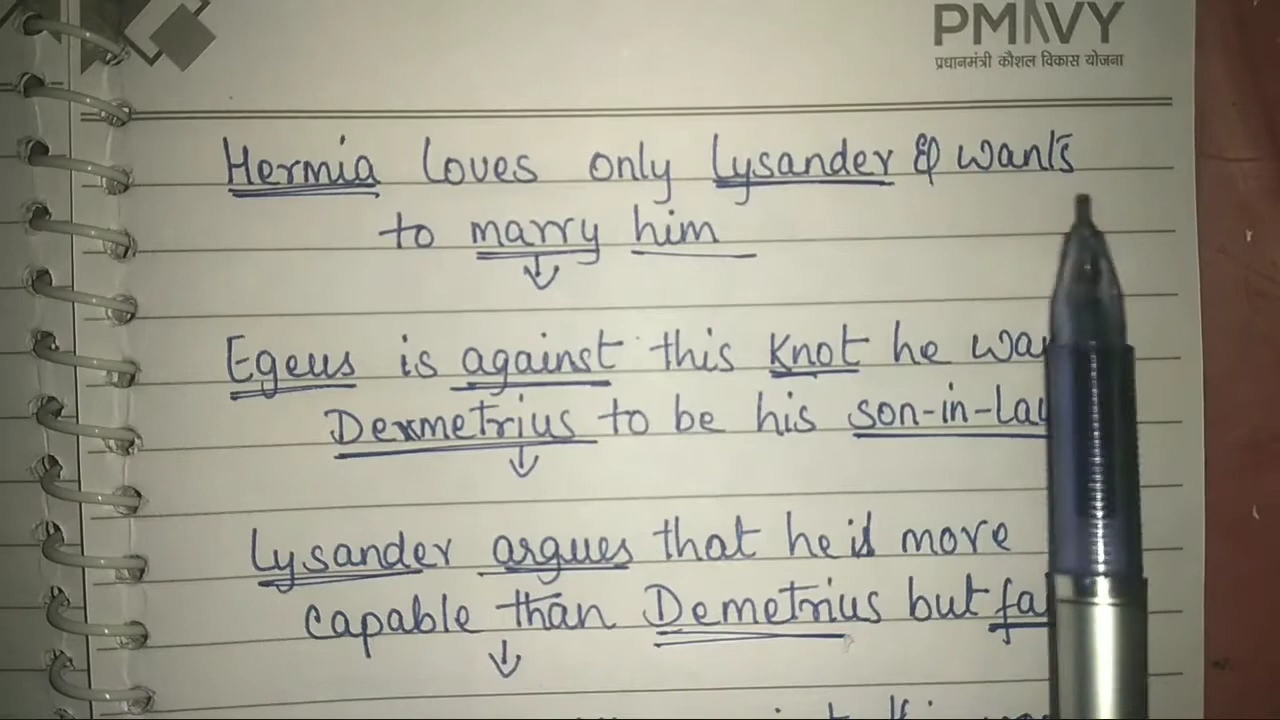 PMKVY
प्रधानमंत्री कौशल विकास योजना
Hermia loves only Lysander & wants
to marry him
Egeus is against this knot he wa
Dexmetrius to be his son-in-la
Lysander argues that he is more
capable than Demetrius but fa